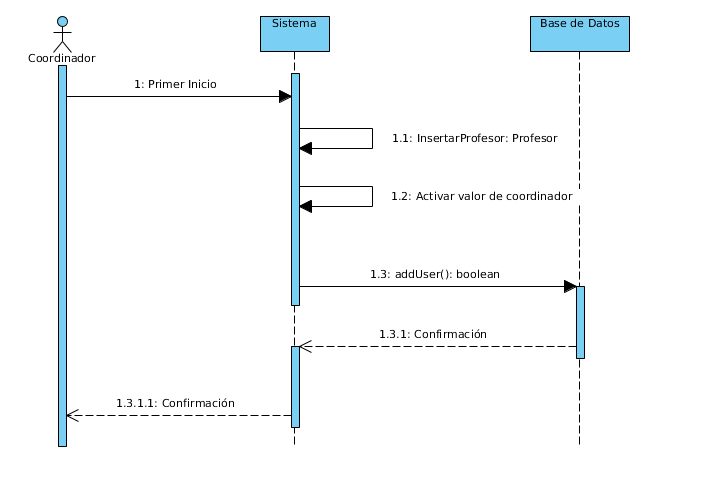 Sistema
Base de Datos
Coordinador
1: Primer Inicio
1.1: InsertarProfesor: Profesor
1.2: Activar valor de coordinador
1.3: addUser(): boolean
1.3.1: Confirmación
1.3.1.1: Confirmación